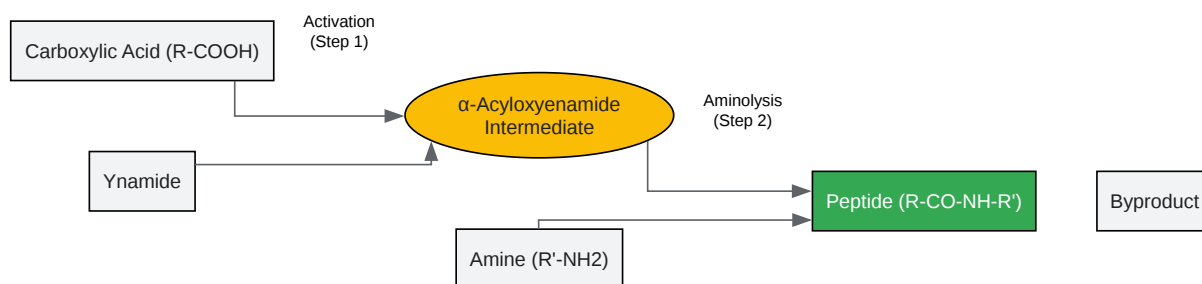 Activation
(Step 1)
Carboxylic Acid (R-COOH)
α-Acyloxyenamide
Intermediate
Aminolysis
(Step 2)
Ynamide
Peptide (R-CO-NH-R')
Byproduct
Amine (R'-NH2)